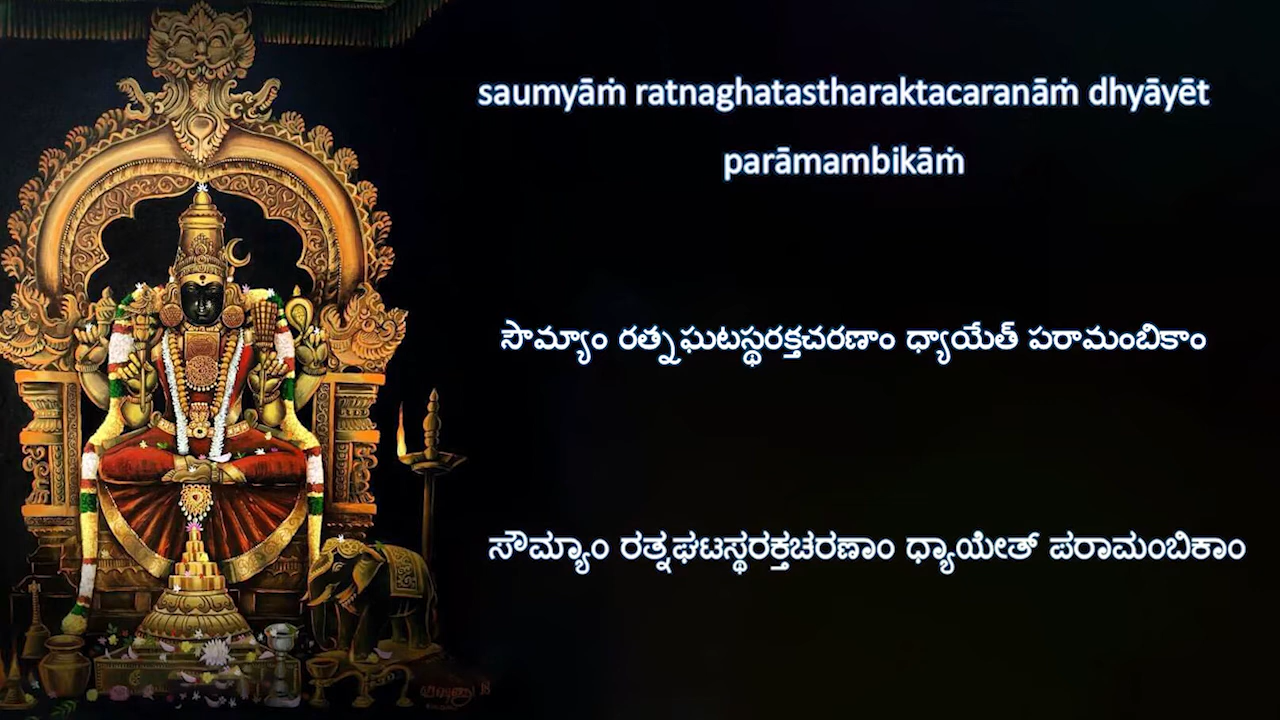 saumyāṁ ratnaghatastharaktacaranāṁ dhyāyēt
parāmambikāṁ
సౌమ్యాం రత్నఘటస్థరక్తచరణాం ధ్యాయేత్ పరామంబికాం
ಸೌಮ್ಯಾಂ ರತ್ನಘಟಸ್ಥರಕ್ತಚರಣಾಂ ಧ್ಯಾಯೇತ್ ಪರಾಮಂಬಿಕಾಂ